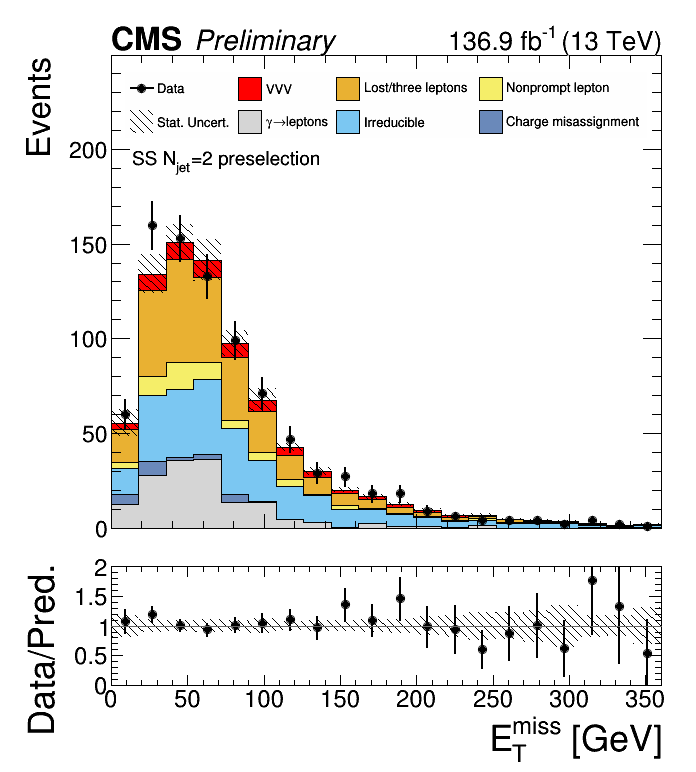 CMS Preliminary 136.9 fb⁻¹ (13 TeV)
Events
Data VVV Lost/three leptons Nonprompt lepton
Stat. Uncert. γ→leptons Irreducible Charge misassignment
SS N_jet=2 preselection
200
150
100
50
0
Data/Pred.
2
1.5
1
0.5
0
0 50 100 150 200 250 300 350
E_T^miss [GeV]